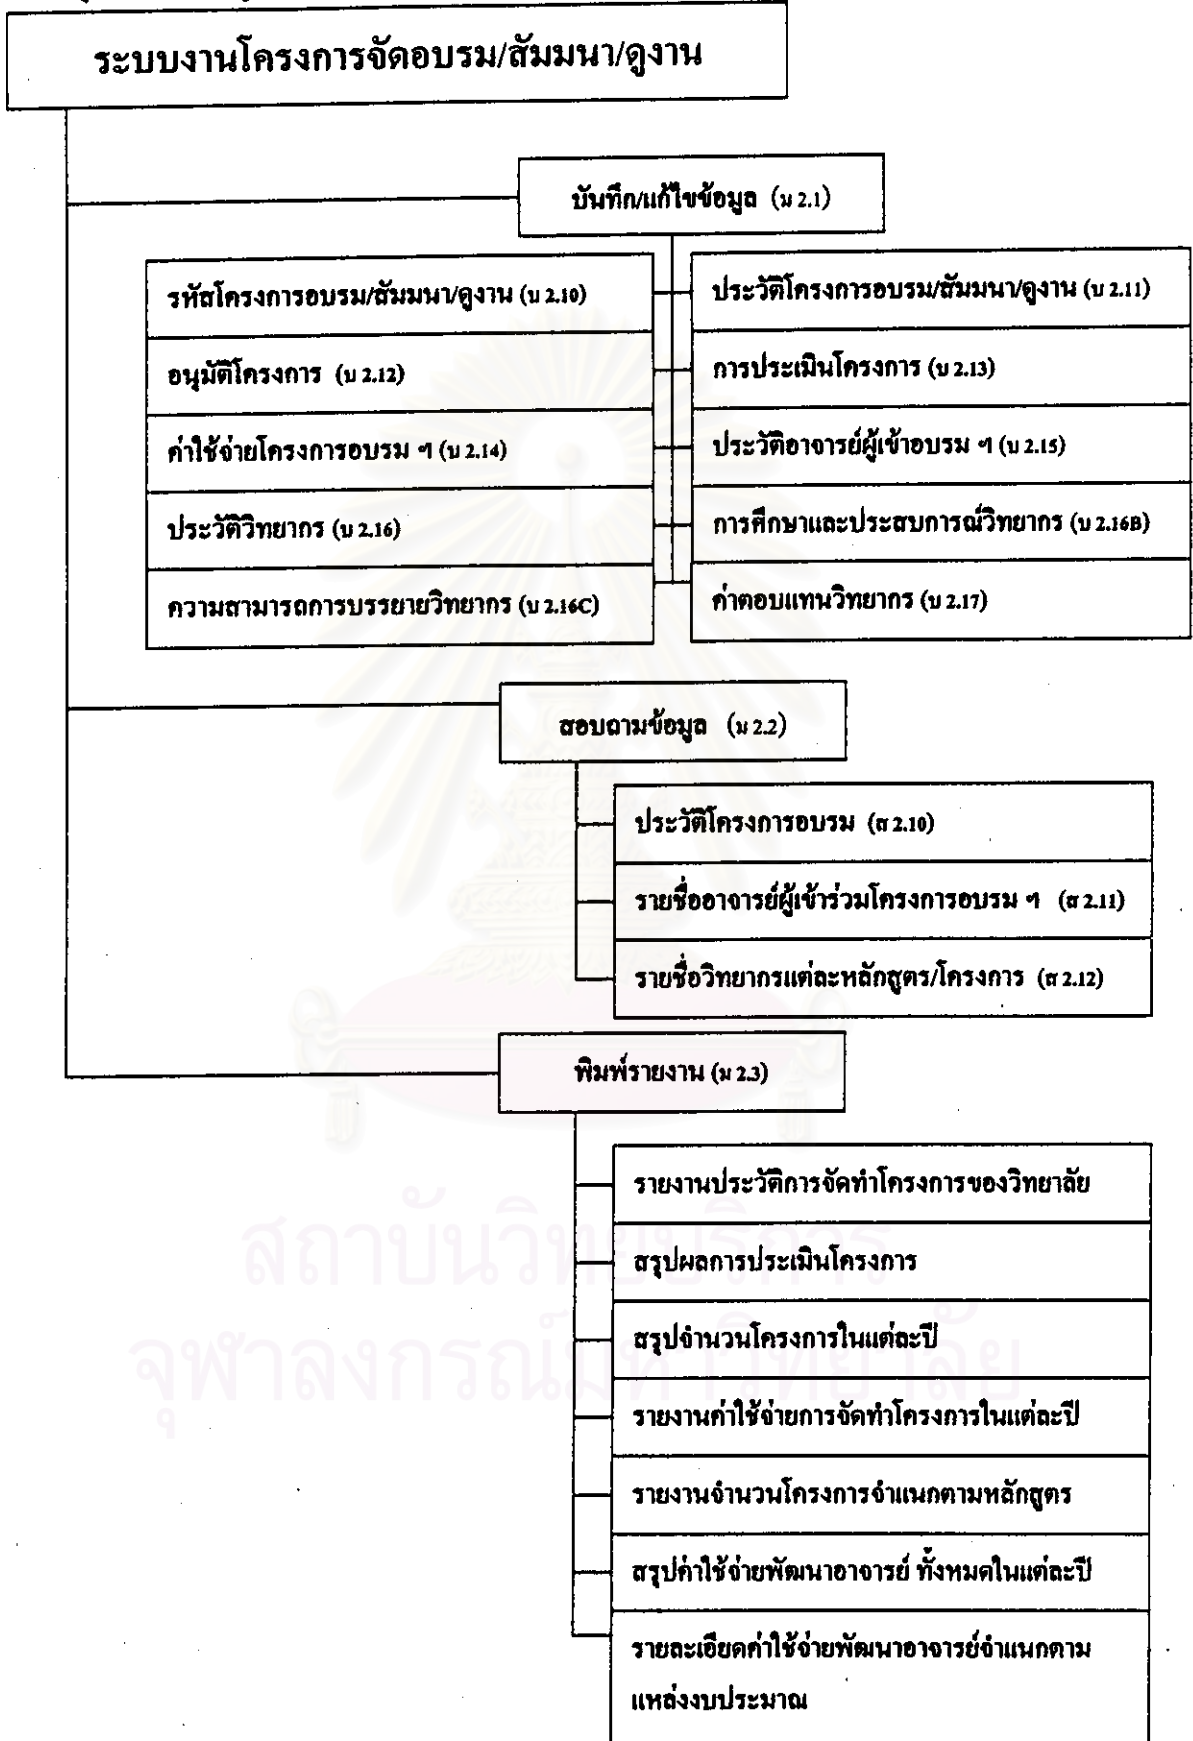 ระบบงานโครงการจัดอบรม/สัมมนา/ดูงาน
บันทึก/แก้ไขข้อมูล (ม 2.1)
รหัสโครงการอบรม/สัมมนา/ดูงาน (บ 2.10)
ประวัติโครงการอบรม/สัมมนา/ดูงาน (บ 2.11)
อนุมัติโครงการ (บ 2.12)
การประเมินโครงการ (บ 2.13)
ค่าใช้จ่ายโครงการอบรม ฯ (บ 2.14)
ประวัติอาจารย์ผู้เข้าอบรม ฯ (บ 2.15)
ประวัติวิทยากร (บ 2.16)
การศึกษาและประสบการณ์วิทยากร (บ 2.16B)
ความสามารถการบรรยายวิทยากร (บ 2.16C)
ค่าตอบแทนวิทยากร (บ 2.17)
สอบถามข้อมูล (ม 2.2)
ประวัติโครงการอบรม (ส 2.10)
รายชื่ออาจารย์ผู้เข้าร่วมโครงการอบรม ฯ (ส 2.11)
รายชื่อวิทยากรแต่ละหลักสูตร/โครงการ (ส 2.12)
พิมพ์รายงาน (ม 2.3)
รายงานประวัติการจัดทำโครงการของวิทยาลัย
สรุปผลการประเมินโครงการ
สรุปจำนวนโครงการในแต่ละปี
รายงานค่าใช้จ่ายการจัดทำโครงการในแต่ละปี
รายงานจำนวนโครงการจำแนกตามหลักสูตร
สรุปค่าใช้จ่ายพัฒนาอาจารย์ ทั้งหมดในแต่ละปี
รายละเอียดค่าใช้จ่ายพัฒนาอาจารย์จำแนกตาม
แหล่งงบประมาณ
สถาบันวิทยบริการ
จุฬาลงกรณ์มหาวิทยาลัย